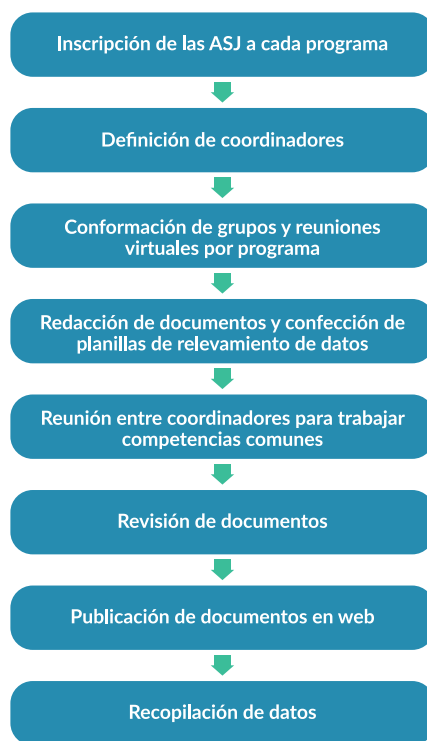 Inscripción de las ASJ a cada programa
Definición de coordinadores
Conformación de grupos y reuniones
virtuales por programa
Redacción de documentos y confección de
planillas de relevamiento de datos
Reunión entre coordinadores para trabajar
competencias comunes
Revisión de documentos
Publicación de documentos en web
Recopilación de datos